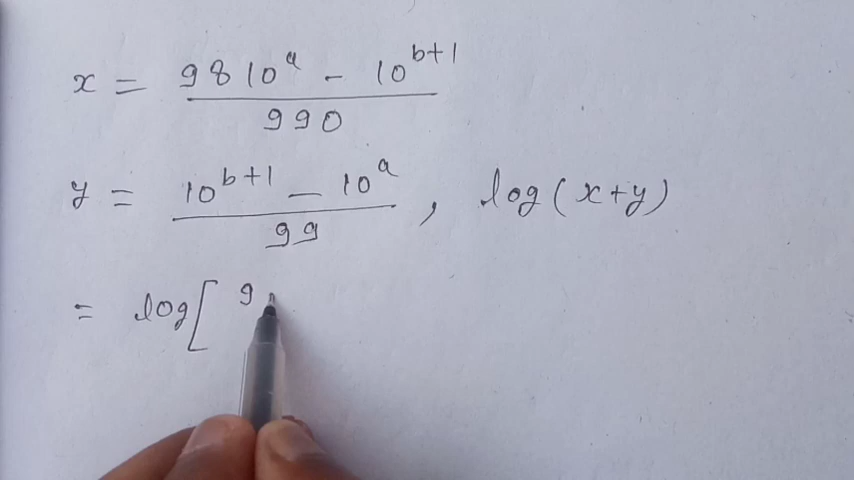 x = 98 10^a - 10^{b+1} / 990
y = 10^{b+1} - 10^a / 99 , log(x+y)
= log[ 9